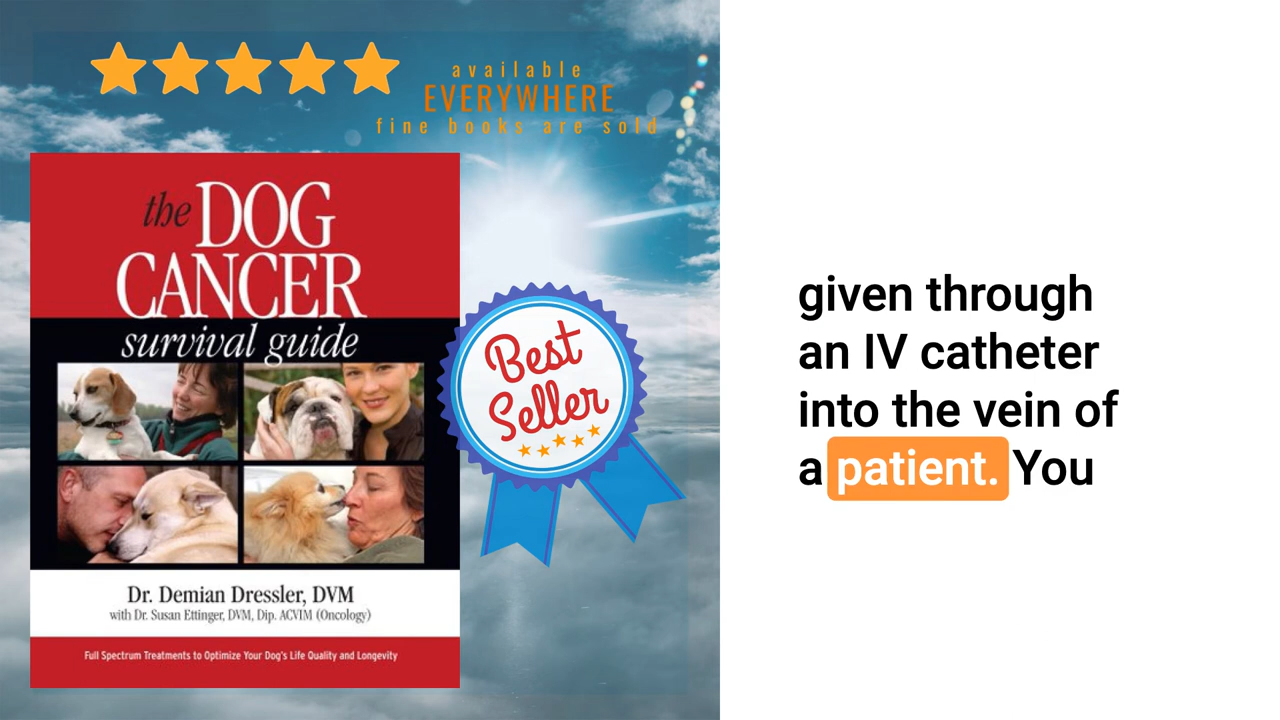 available
EVERYWHERE
fine books are sold
the DOG
CANCER
survival guide
Best
Seller
Dr. Demian Dressler, DVM
with Dr. Susan Ettinger, DVM, Dip. ACVIM (Oncology)
Full Spectrum Treatments to Optimize Your Dog's Life Quality and Longevity
given through
an IV catheter
into the vein of
a patient. You